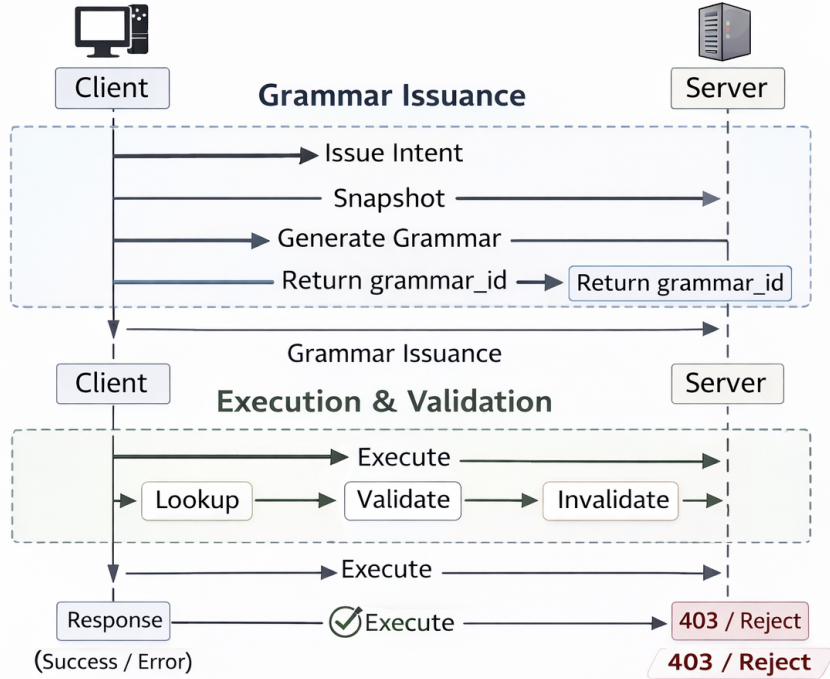 Client
Server
Grammar Issuance
Issue Intent
Snapshot
Generate Grammar
Return grammar_id
Return grammar_id
Grammar Issuance
Client
Server
Execution & Validation
Execute
Lookup
Validate
Invalidate
Execute
Response
Execute
403 / Reject
(Success / Error)
403 / Reject